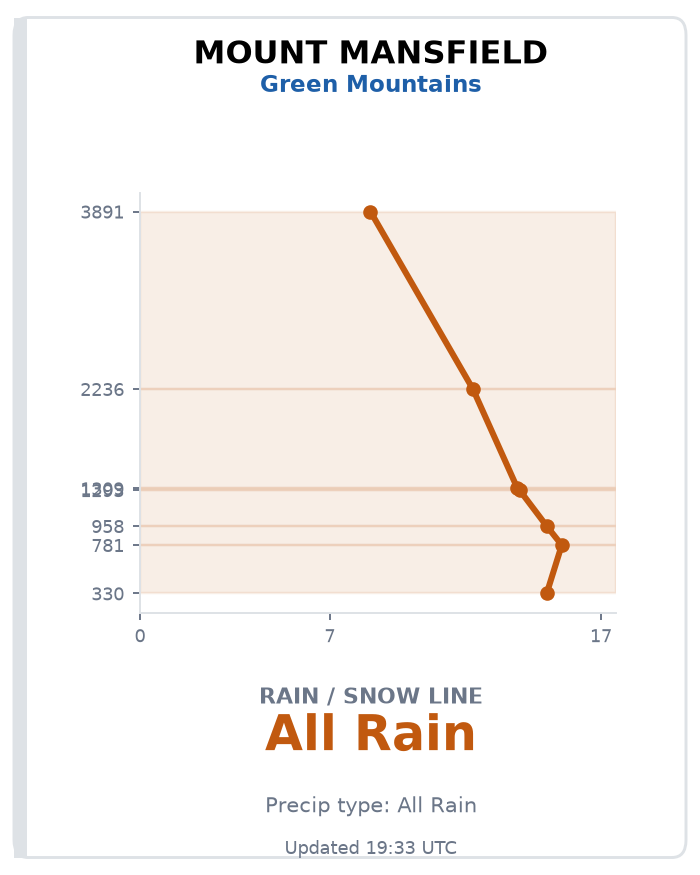 MOUNT MANSFIELD
Green Mountains
3891
2236
958
781
330
0 7 17
RAIN / SNOW LINE
All Rain
Precip type: All Rain
Updated 19:33 UTC